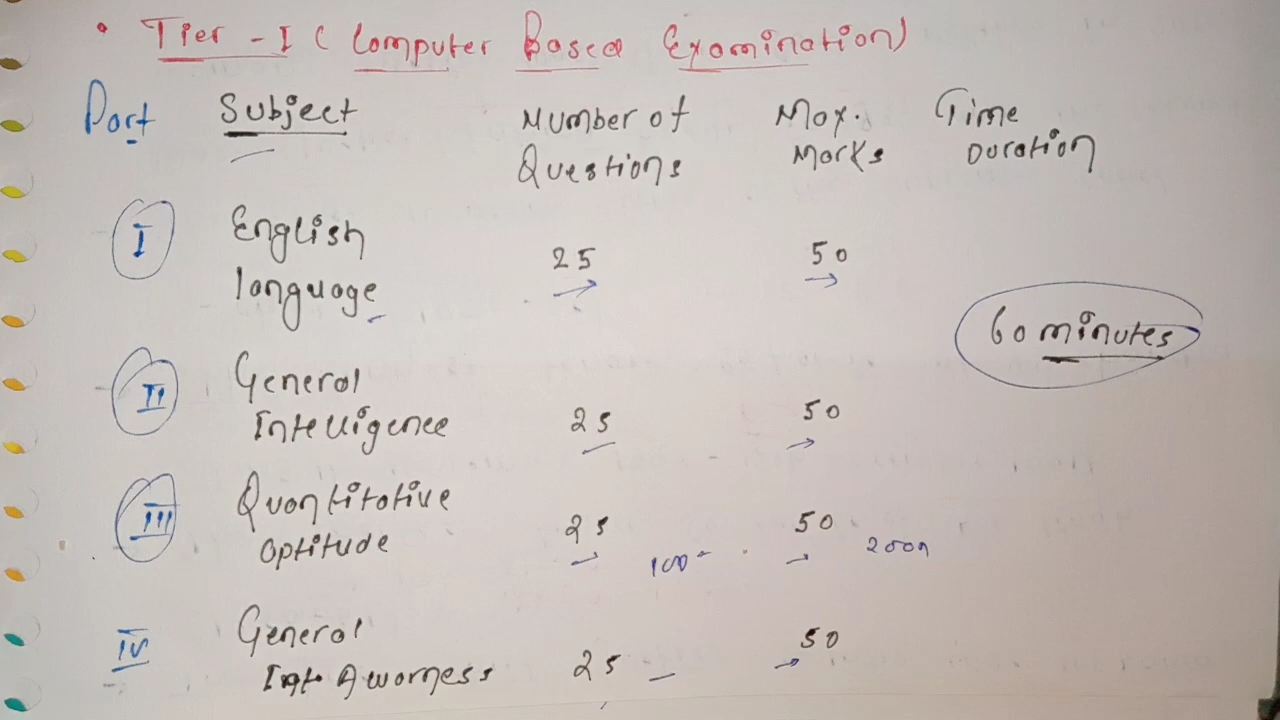 Tier - I (Computer Based Examination)
Part Subject Number of Questions Max. Marks Time Duration
I English language 25 50
60 minutes
II General Intelligence 25 50
III Quantitative Aptitude 25 50
100 200
IV General Awarness 25 50